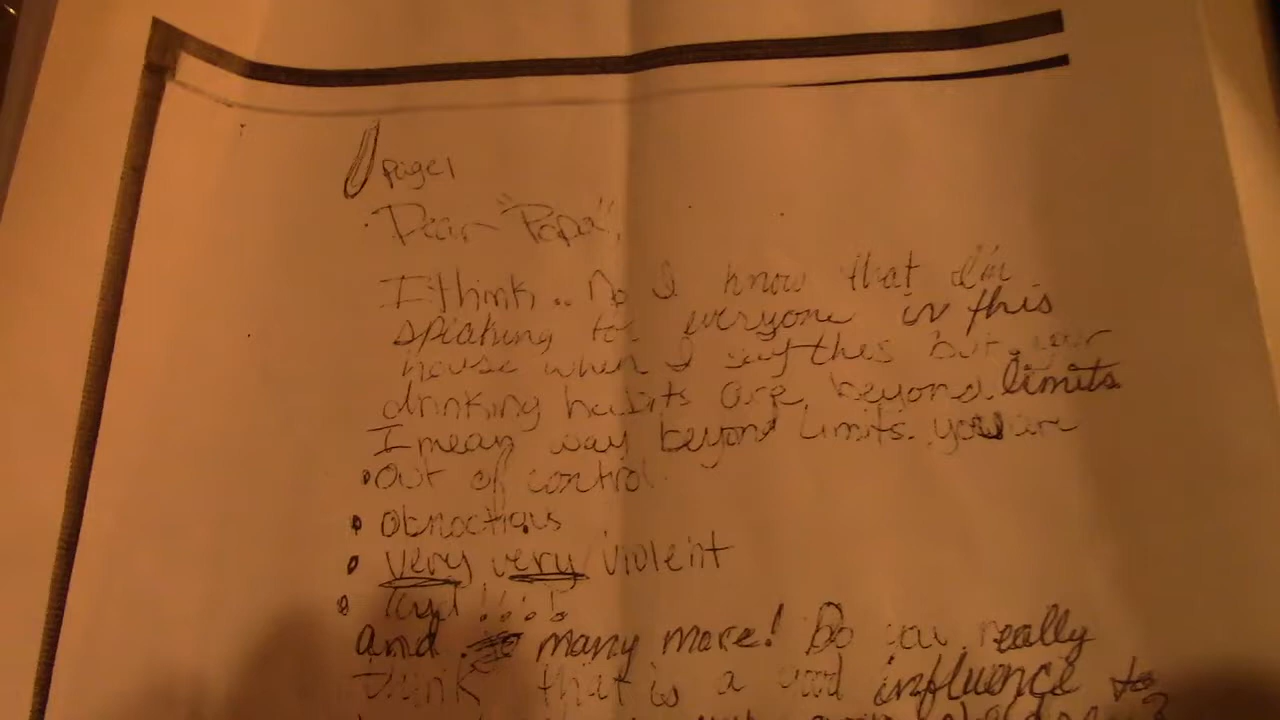 page 1
Dear "Papa",
I think.. No I know that I'm
speaking for everyone in this
house when I say this but your
drinking habits are beyond limits
I mean way beyond limits. you are
• Out of control
• obnoctious
• very very violent
• !!!!
and many more! Do you really
think that is a good influence to